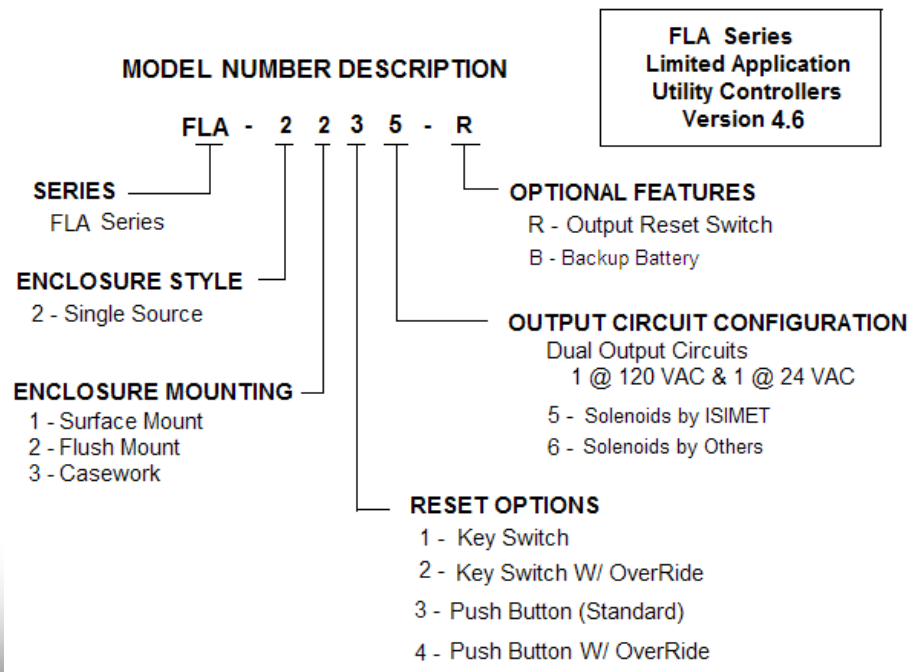 FLA Series
Limited Application
Utility Controllers
Version 4.6
MODEL NUMBER DESCRIPTION
FLA - 2 2 3 5 - R
SERIES
FLA Series
ENCLOSURE STYLE
2 - Single Source
ENCLOSURE MOUNTING
1 - Surface Mount
2 - Flush Mount
3 - Casework
OPTIONAL FEATURES
R - Output Reset Switch
B - Backup Battery
OUTPUT CIRCUIT CONFIGURATION
Dual Output Circuits
1 @ 120 VAC & 1 @ 24 VAC
5 - Solenoids by ISIMET
6 - Solenoids by Others
RESET OPTIONS
1 - Key Switch
2 - Key Switch W/ OverRide
3 - Push Button (Standard)
4 - Push Button W/ OverRide